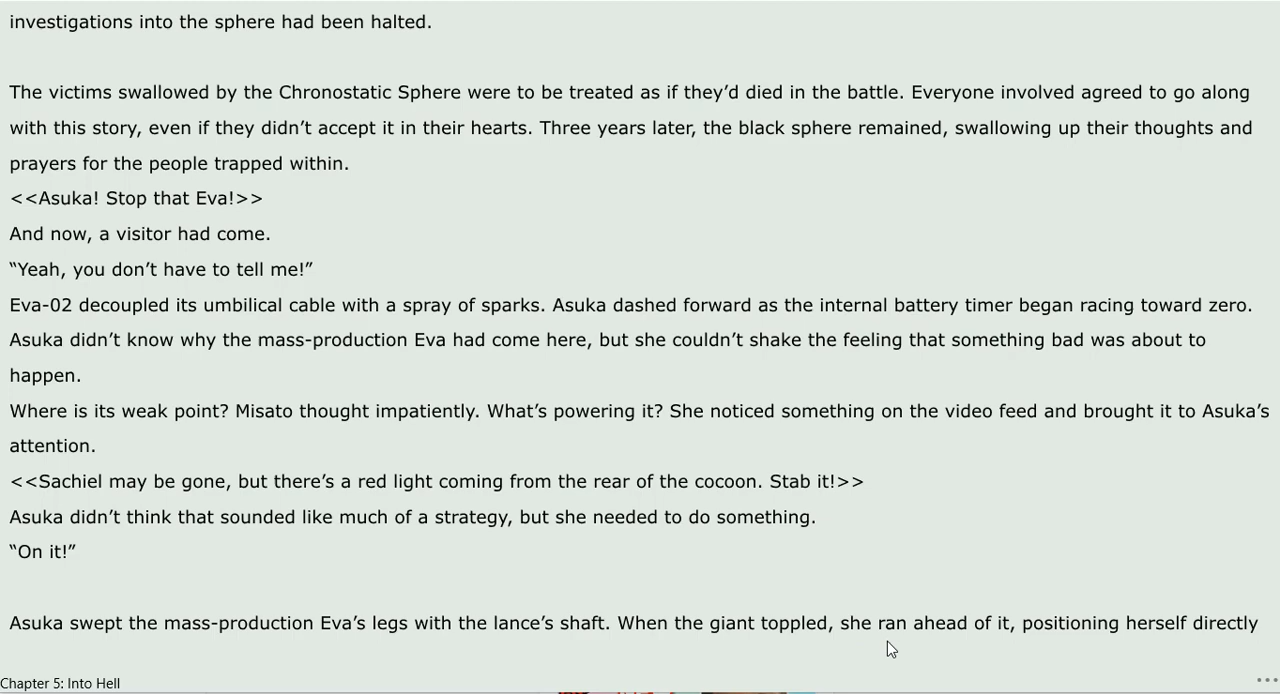 investigations into the sphere had been halted.
The victims swallowed by the Chronostatic Sphere were to be treated as if they’d died in the battle. Everyone involved agreed to go along
with this story, even if they didn’t accept it in their hearts. Three years later, the black sphere remained, swallowing up their thoughts and
prayers for the people trapped within.
<<Asuka! Stop that Eva!>>
And now, a visitor had come.
“Yeah, you don’t have to tell me!”
Eva-02 decoupled its umbilical cable with a spray of sparks. Asuka dashed forward as the internal battery timer began racing toward zero.
Asuka didn’t know why the mass-production Eva had come here, but she couldn’t shake the feeling that something bad was about to
happen.
Where is its weak point? Misato thought impatiently. What’s powering it? She noticed something on the video feed and brought it to Asuka’s
attention.
<<Sachiel may be gone, but there’s a red light coming from the rear of the cocoon. Stab it!>>
Asuka didn’t think that sounded like much of a strategy, but she needed to do something.
“On it!”
Asuka swept the mass-production Eva’s legs with the lance’s shaft. When the giant toppled, she ran ahead of it, positioning herself directly
Chapter 5: Into Hell